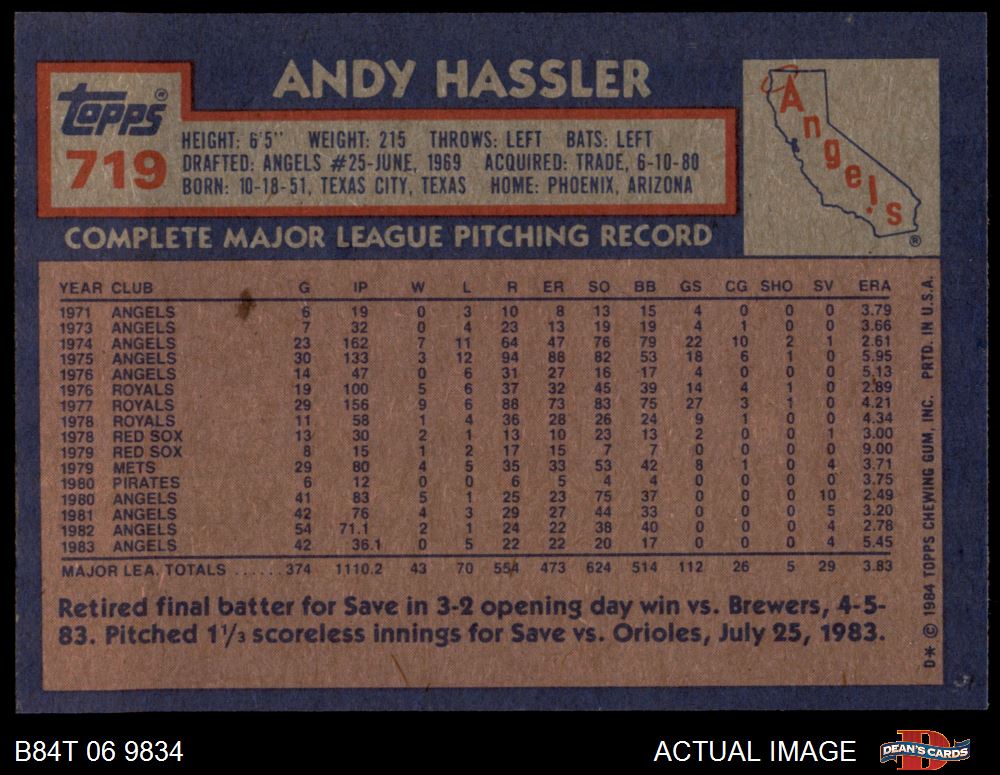 ANDY HASSLER
Topps®
719
HEIGHT: 6'5" WEIGHT: 215 THROWS: LEFT BATS: LEFT
DRAFTED: ANGELS #25-JUNE, 1969 ACQUIRED: TRADE, 6-10-80
BORN: 10-18-51, TEXAS CITY, TEXAS HOME: PHOENIX, ARIZONA
Angels
®
COMPLETE MAJOR LEAGUE PITCHING RECORD
YEAR CLUB G IP W L R ER SO BB GS CG SHO SV ERA
1971 ANGELS 6 19 0 3 10 8 13 15 4 0 0 0 3.79
1973 ANGELS 7 32 0 4 23 13 19 19 4 1 0 0 3.66
1974 ANGELS 23 162 7 11 64 47 76 79 22 10 2 1 2.61
1975 ANGELS 30 133 3 12 94 88 82 53 18 6 1 0 5.95
1976 ANGELS 14 47 0 6 31 27 16 17 4 0 0 0 5.13
1976 ROYALS 19 100 5 6 37 32 45 39 14 4 1 0 2.89
1977 ROYALS 29 156 9 6 88 73 83 75 27 3 1 0 4.21
1978 ROYALS 11 58 1 4 36 28 26 24 9 1 0 0 4.34
1978 RED SOX 13 30 2 1 13 10 23 13 2 0 0 1 3.00
1979 RED SOX 8 15 1 2 17 15 7 7 0 0 0 0 9.00
1979 METS 29 80 4 5 35 33 53 42 8 1 0 4 3.71
1980 PIRATES 6 12 0 0 6 5 4 4 0 0 0 0 3.75
1980 ANGELS 41 83 5 1 25 23 75 37 0 0 0 10 2.49
1981 ANGELS 42 76 4 3 29 27 44 33 0 0 0 5 3.20
1982 ANGELS 54 71.1 2 1 24 22 38 40 0 0 0 4 2.78
1983 ANGELS 42 36.1 0 5 22 22 20 17 0 0 0 4 5.45
MAJOR LEA. TOTALS ......374 1110.2 43 70 554 473 624 514 112 26 5 29 3.83
Retired final batter for Save in 3-2 opening day win vs. Brewers, 4-5-
83. Pitched 1⅓ scoreless innings for Save vs. Orioles, July 25, 1983.
D* © 1984 TOPPS CHEWING GUM, INC. PRTD. IN U.S.A.
B84T 06 9834
ACTUAL IMAGE
DEAN'S CARDS